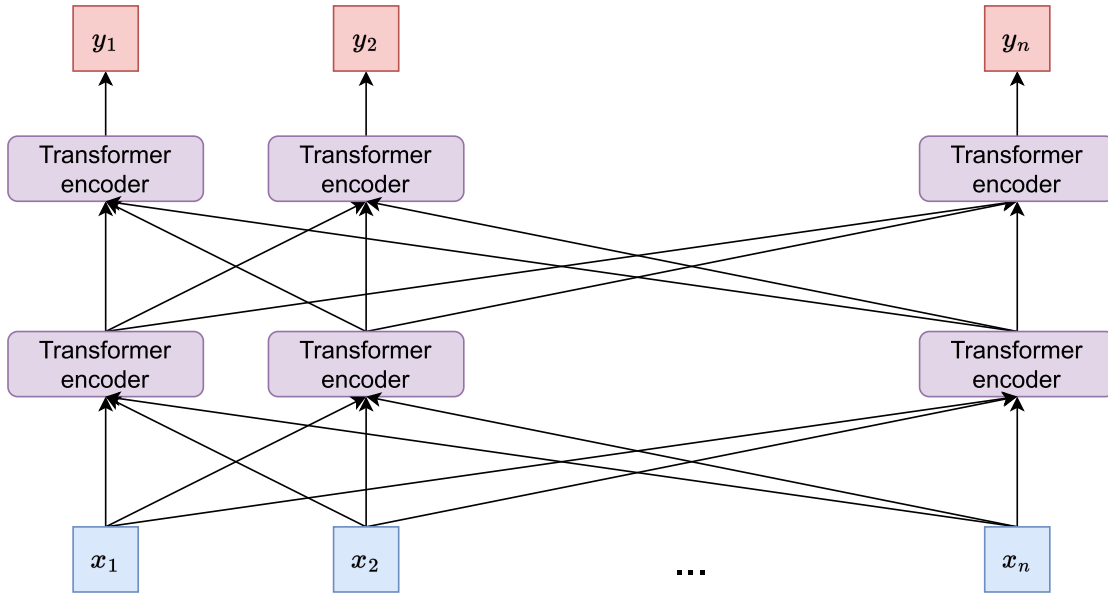 y₁
y₂
yₙ
Transformer
encoder
Transformer
encoder
Transformer
encoder
Transformer
encoder
Transformer
encoder
Transformer
encoder
x₁
x₂
...
xₙ